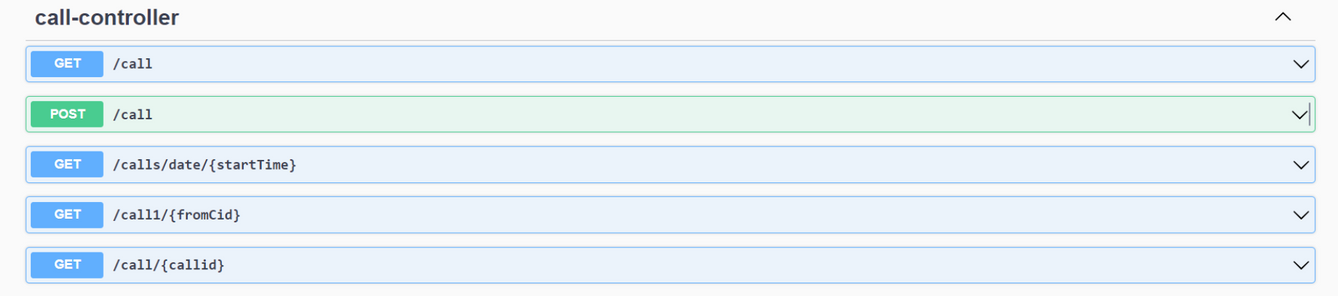 call-controller
GET /call
POST /call
GET /calls/date/{startTime}
GET /call1/{fromCid}
GET /call/{callid}